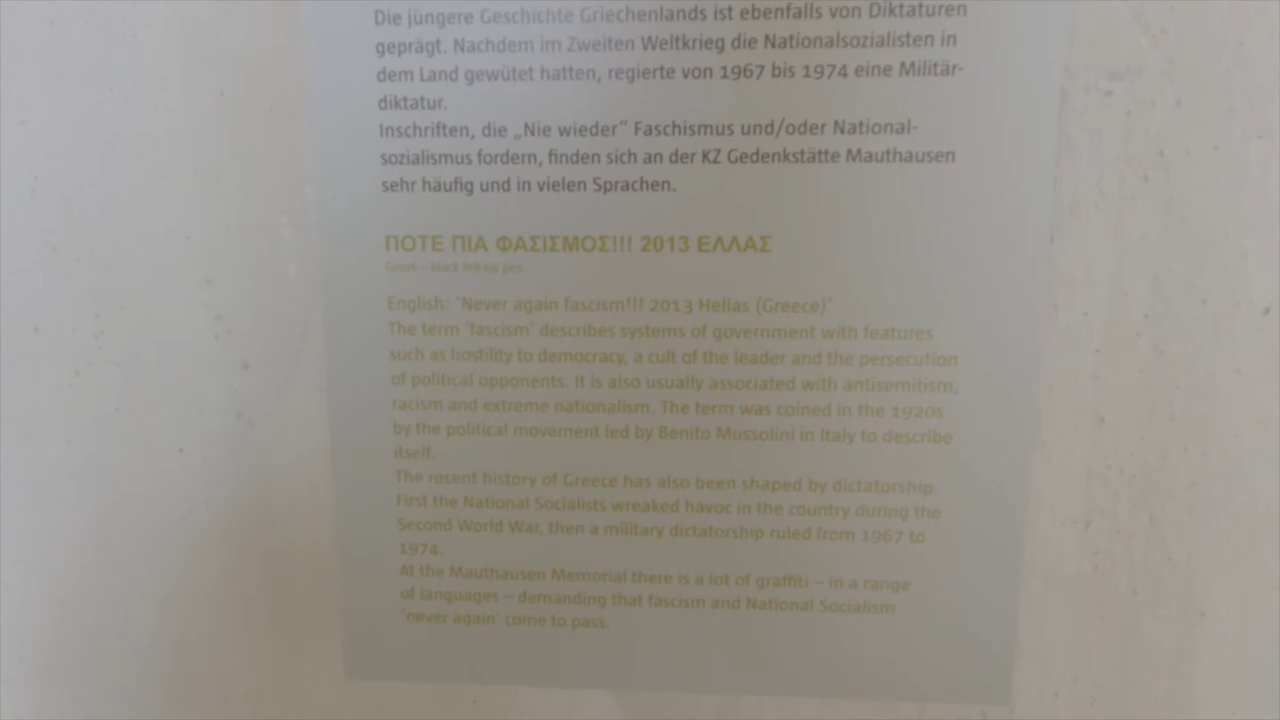 Die jüngere Geschichte Griechenlands ist ebenfalls von Diktaturen
geprägt. Nachdem im Zweiten Weltkrieg die Nationalsozialisten in
dem Land gewütet hatten, regierte von 1967 bis 1974 eine Militär-
diktatur.
Inschriften, die „Nie wieder“ Faschismus und/oder National-
sozialismus fordern, finden sich an der KZ Gedenkstätte Mauthausen
sehr häufig und in vielen Sprachen.
ΠΟΤΕ ΠΙΑ ΦΑΣΙΣΜΟΣ!!! 2013 ΕΛΛΑΣ
Greek – black felt-tip pen
English: ‘Never again fascism!!! 2013 Hellas (Greece)’
The term ‘fascism’ describes systems of government with features
such as hostility to democracy, a cult of the leader and the persecution
of political opponents. It is also usually associated with antisemitism,
racism and extreme nationalism. The term was coined in the 1920s
by the political movement led by Benito Mussolini in Italy to describe
itself.
The recent history of Greece has also been shaped by dictatorship.
First the National Socialists wreaked havoc in the country during the
Second World War, then a military dictatorship ruled from 1967 to
1974.
At the Mauthausen Memorial there is a lot of graffiti – in a range
of languages – demanding that fascism and National Socialism
‘never again’ come to pass.